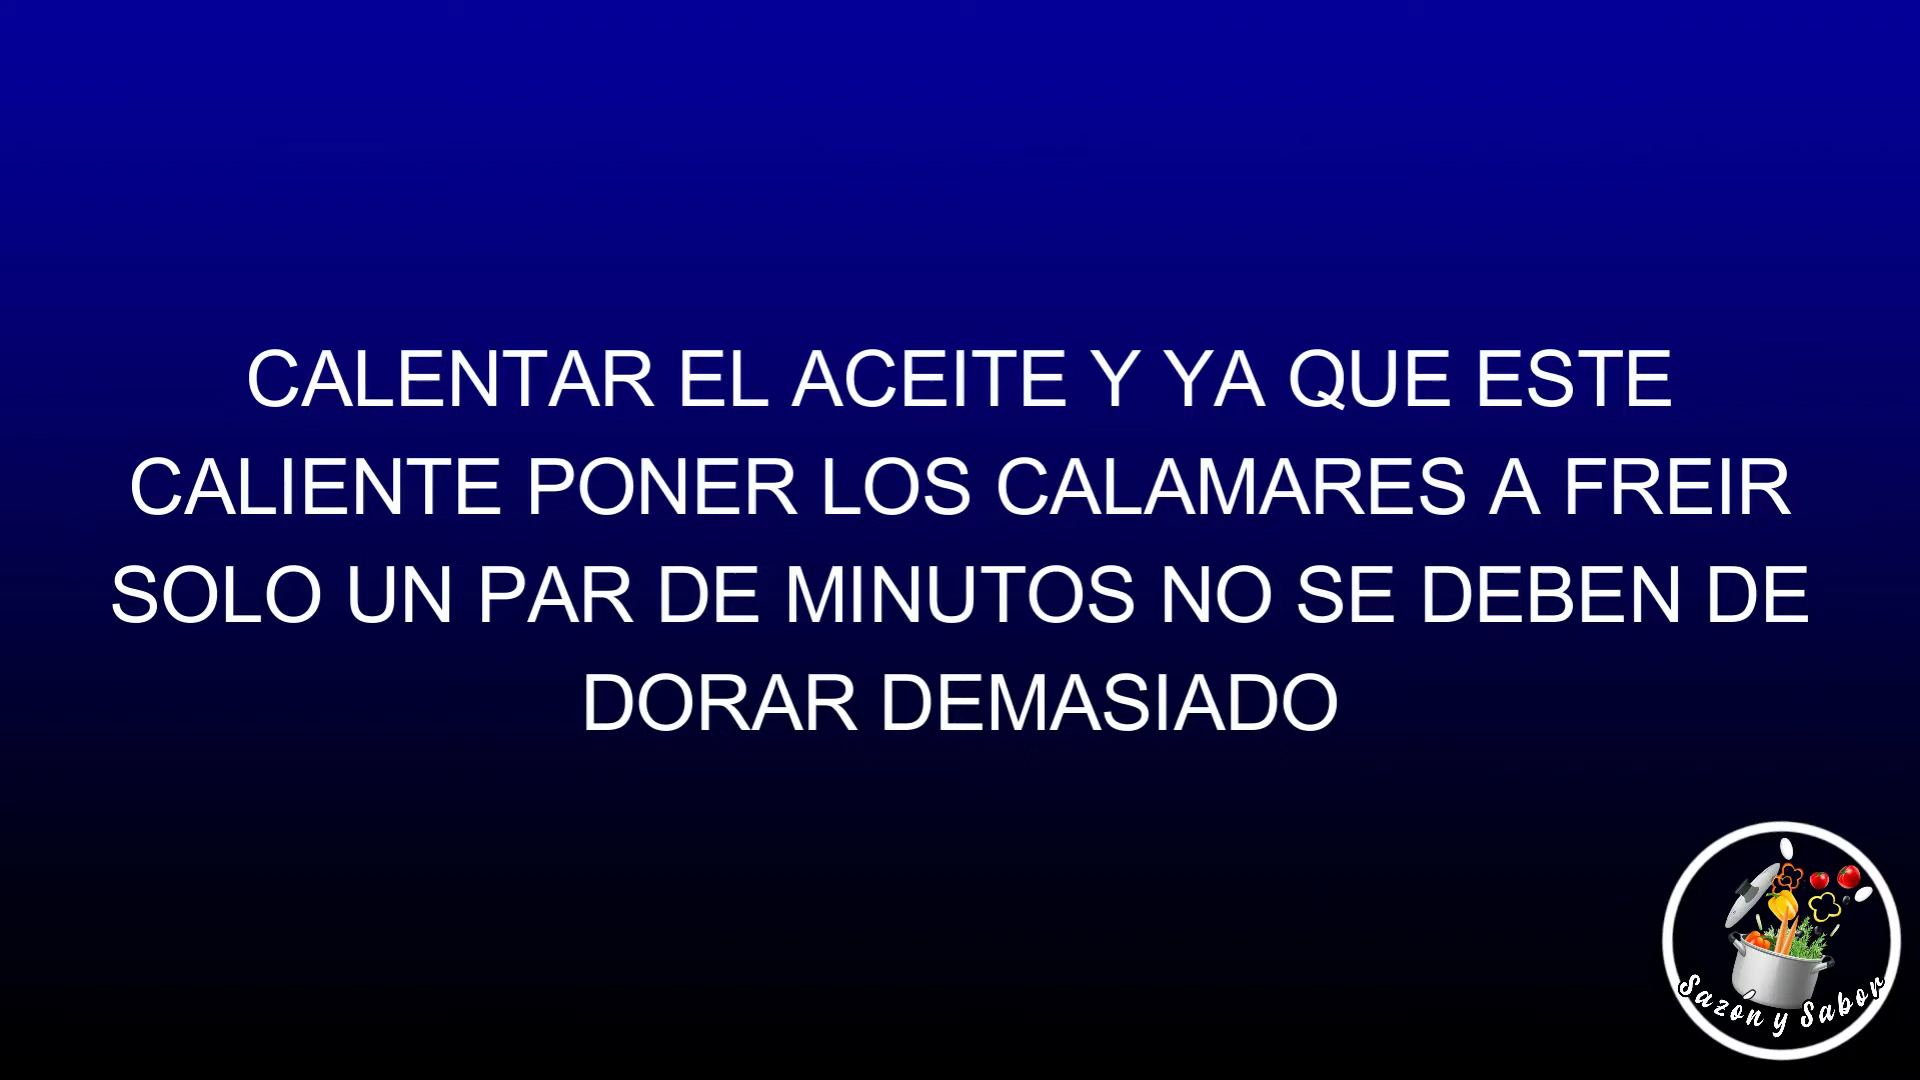 CALENTAR EL ACEITE Y YA QUE ESTE
CALIENTE PONER LOS CALAMARES A FREIR
SOLO UN PAR DE MINUTOS NO SE DEBEN DE
DORAR DEMASIADO
Sazón y Sabor